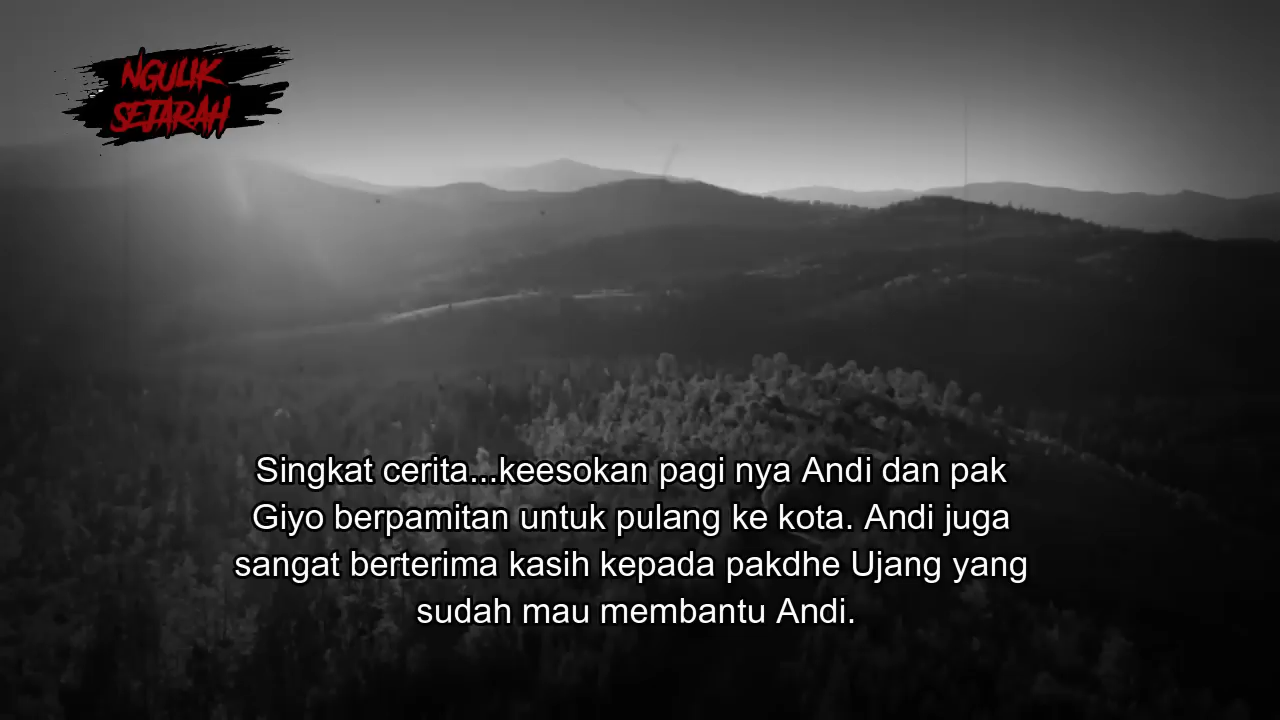 NGULIK
SEJARAH
Singkat cerita...keesokan pagi nya Andi dan pak
Giyo berpamitan untuk pulang ke kota. Andi juga
sangat berterima kasih kepada pakdhe Ujang yang
sudah mau membantu Andi.